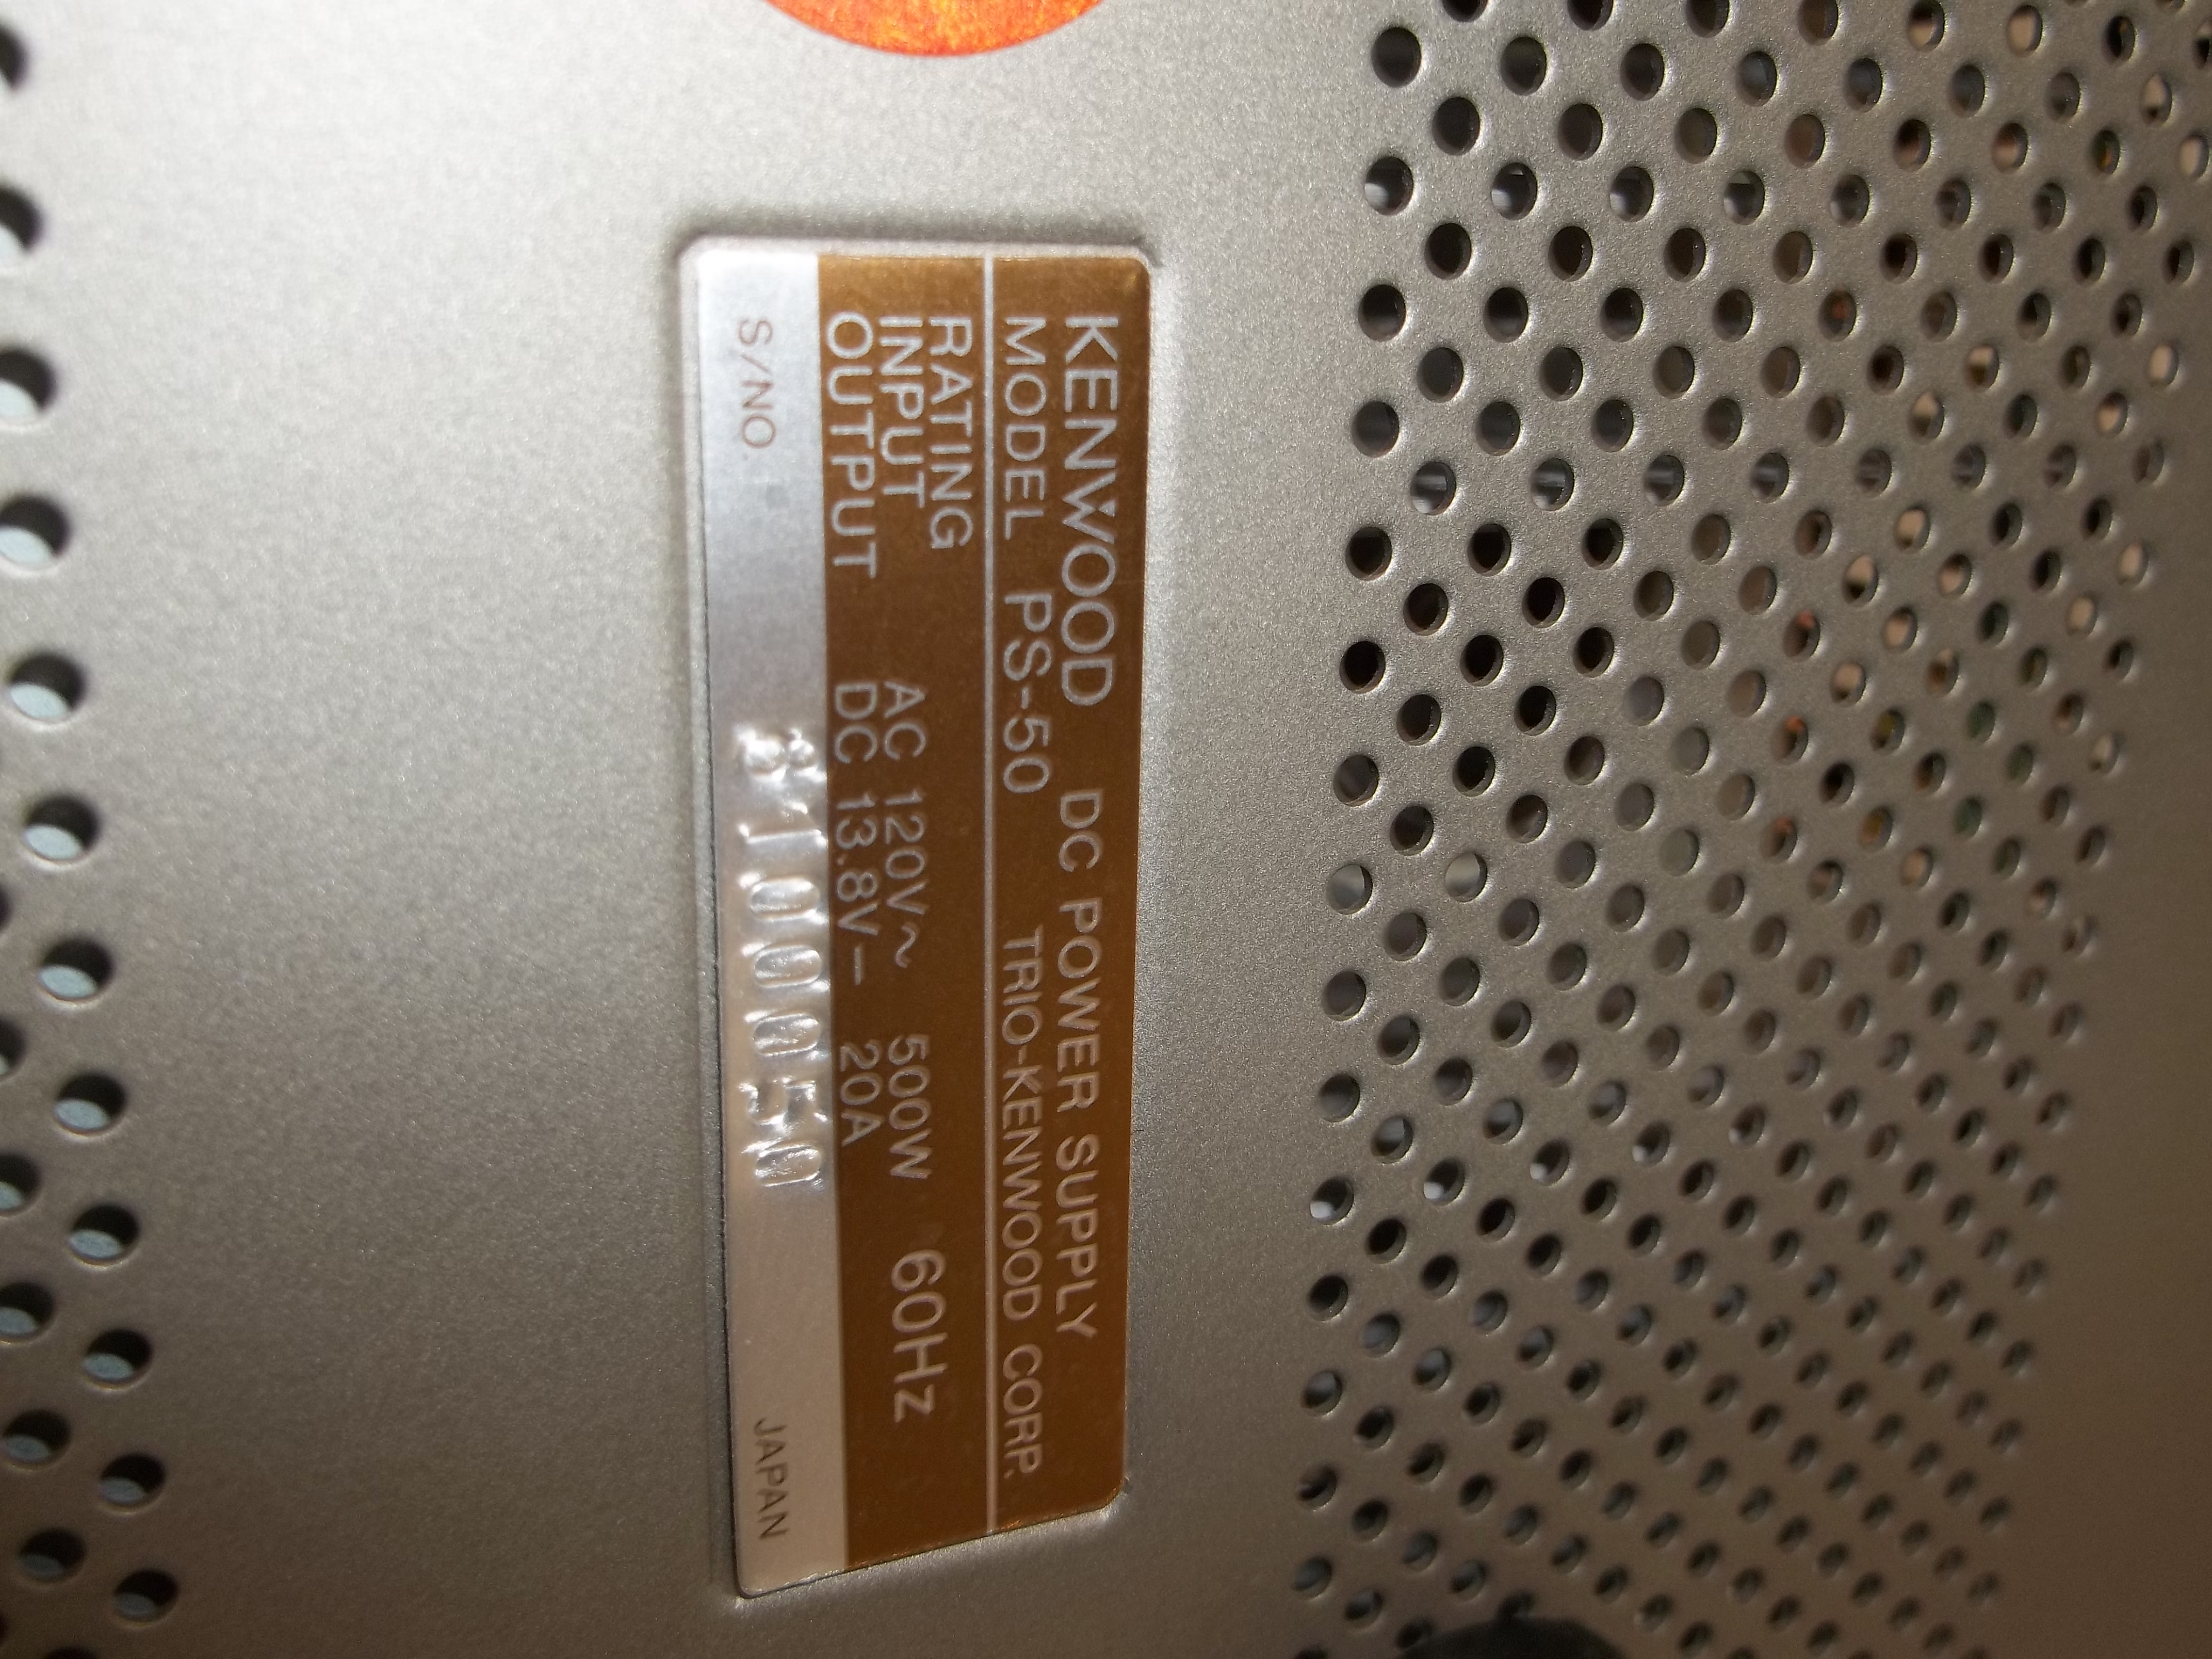 KENWOOD DC POWER SUPPLY
MODEL PS-50 TRIO-KENWOOD CORP.
RATING
INPUT AC 120V~ 500W 60Hz
OUTPUT DC 13.8V– 20A
S/NO 8100050 JAPAN